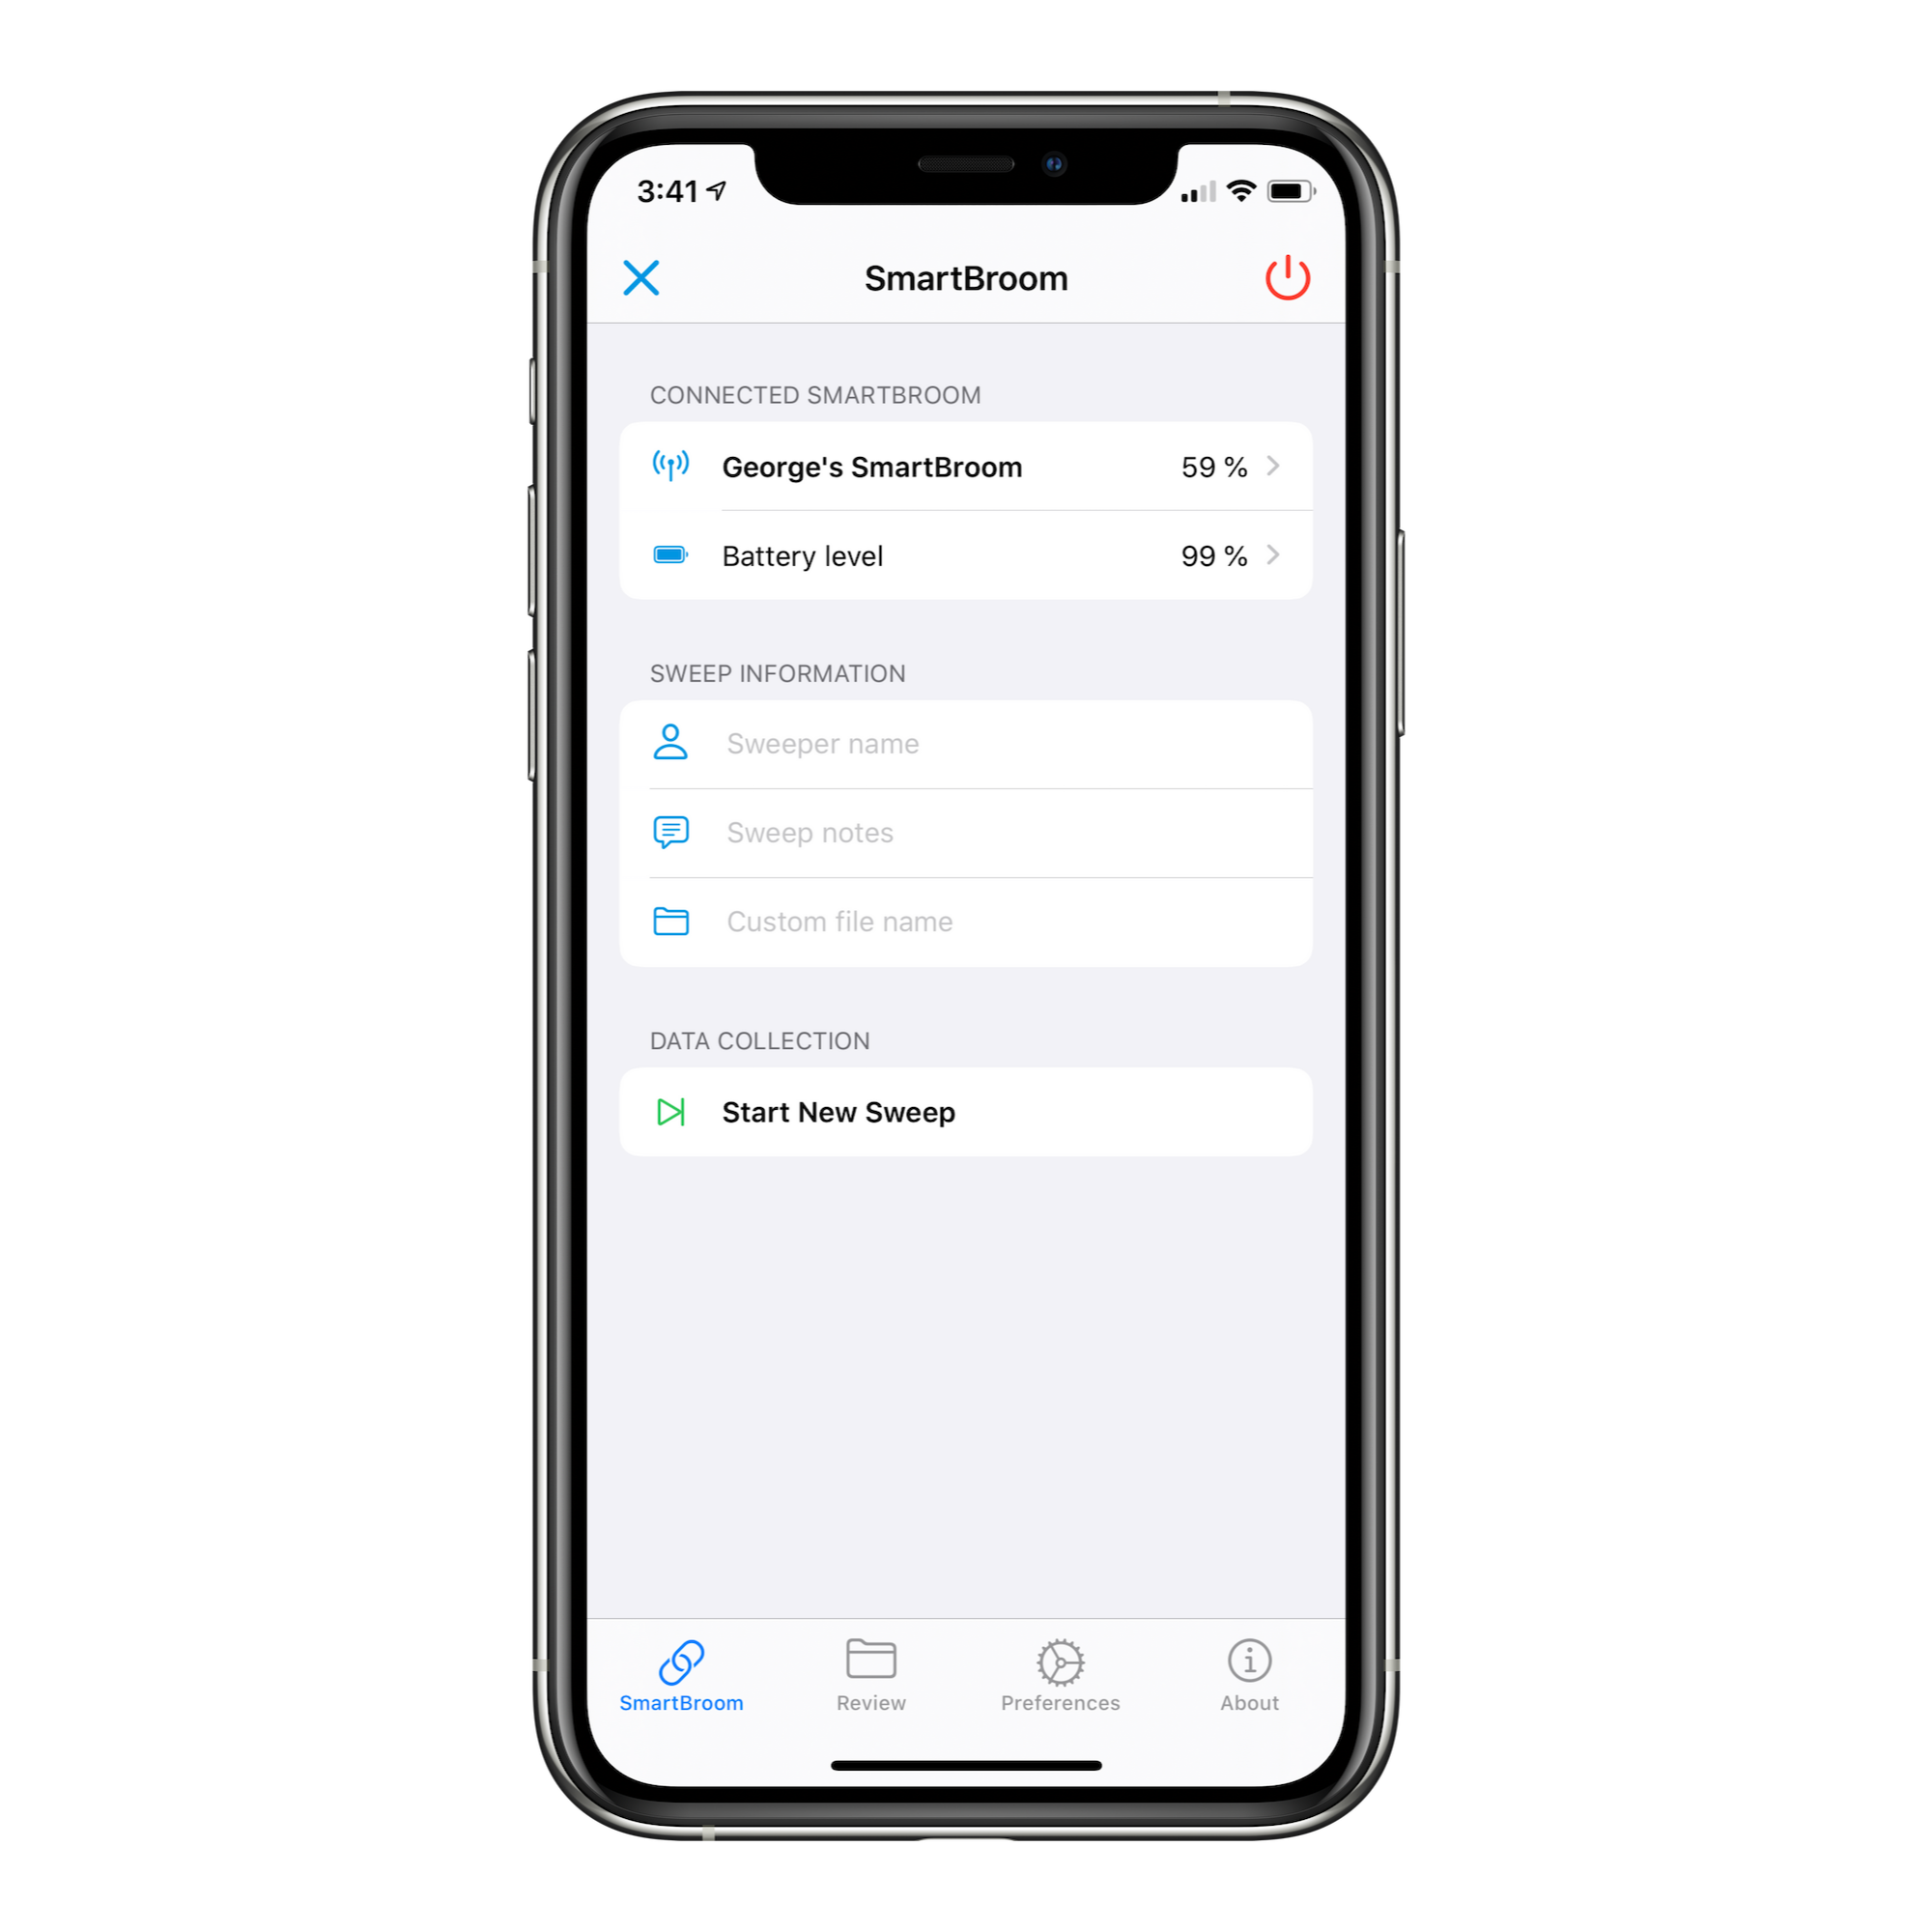 3:41
SmartBroom
CONNECTED SMARTBROOM
George's SmartBroom 59 %
Battery level 99 %
SWEEP INFORMATION
Sweeper name
Sweep notes
Custom file name
DATA COLLECTION
Start New Sweep
SmartBroom Review Preferences About